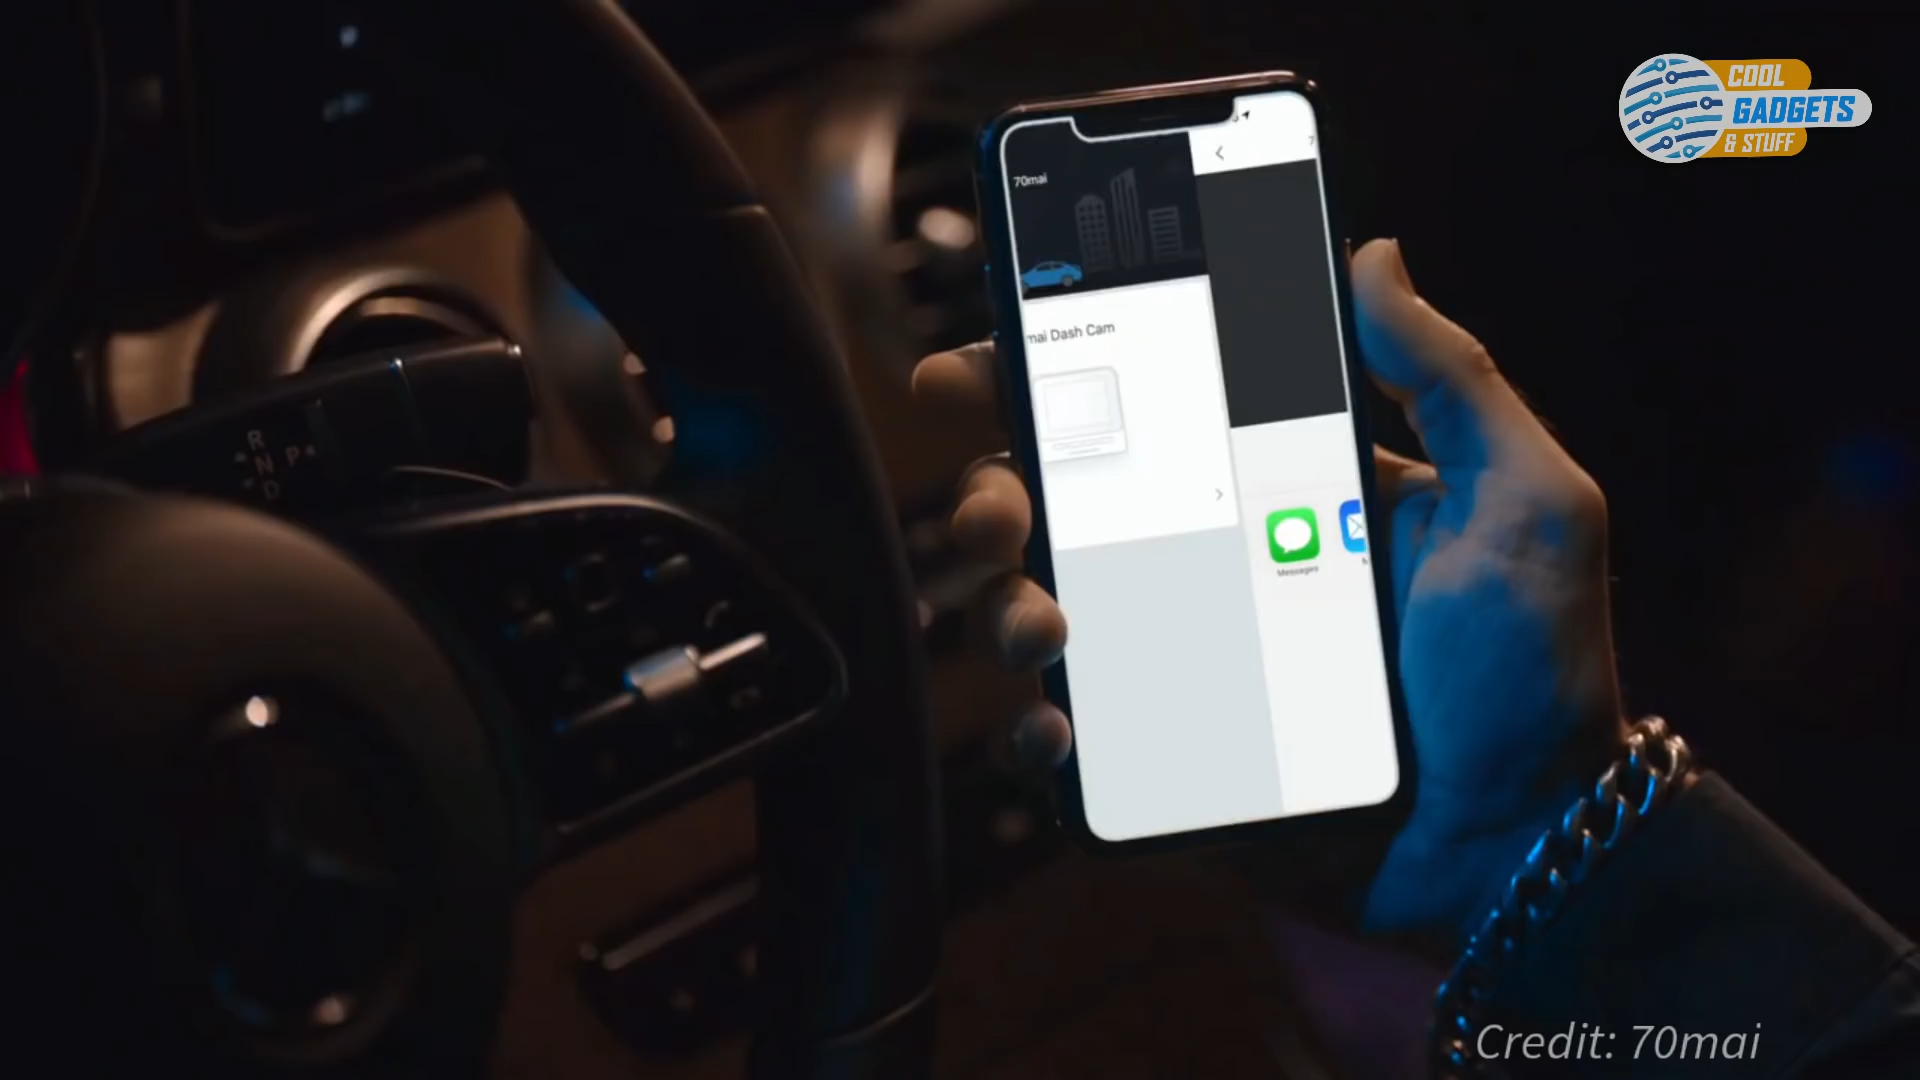 COOL
GADGETS
& STUFF
70mai
mai Dash Cam
Messages
R
N P
D
Credit: 70mai